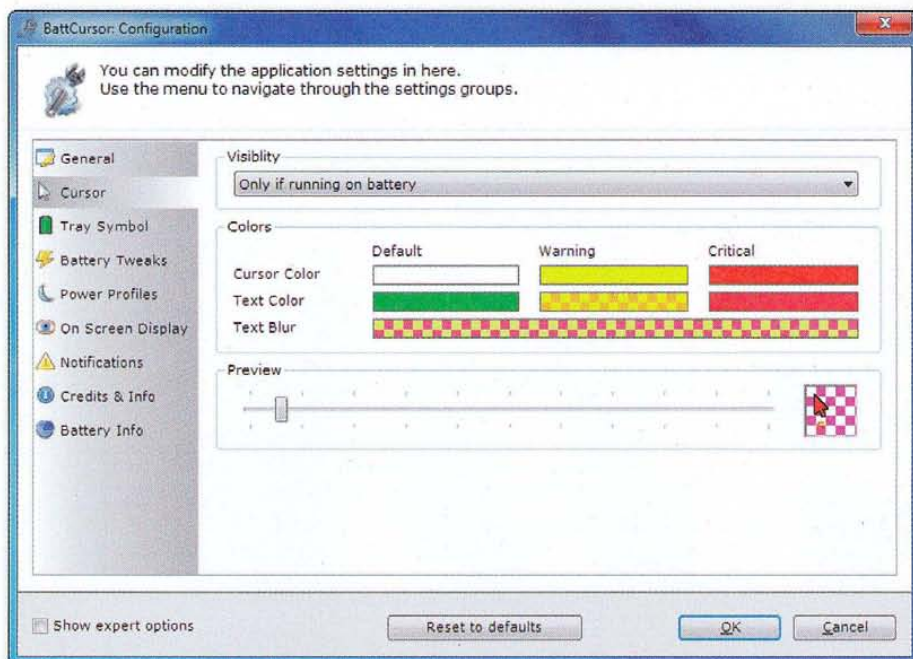 BattCursor: Configuration
You can modify the application settings in here.
Use the menu to navigate through the settings groups.
General
Cursor
Tray Symbol
Battery Tweaks
Power Profiles
On Screen Display
Notifications
Credits & Info
Battery Info
Visiblity
Only if running on battery
Colors
Default Warning Critical
Cursor Color
Text Color
Text Blur
Preview
Show expert options
Reset to defaults
OK
Cancel